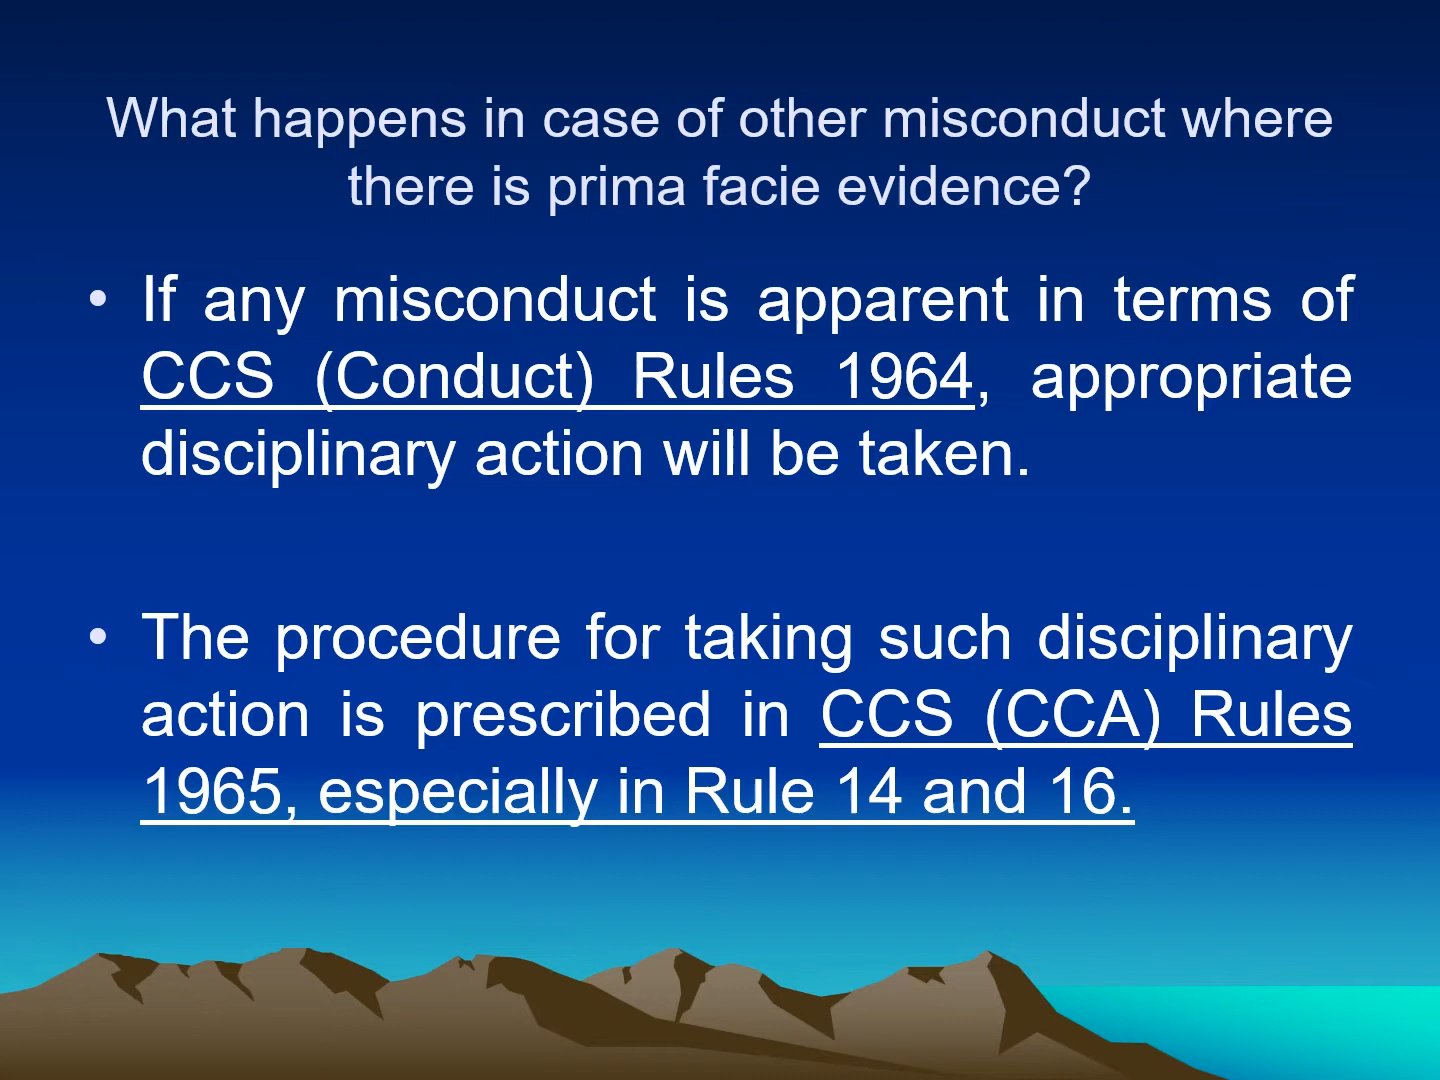 What happens in case of other misconduct where
there is prima facie evidence?
• If any misconduct is apparent in terms of
CCS (Conduct) Rules 1964, appropriate
disciplinary action will be taken.
• The procedure for taking such disciplinary
action is prescribed in CCS (CCA) Rules
1965, especially in Rule 14 and 16.